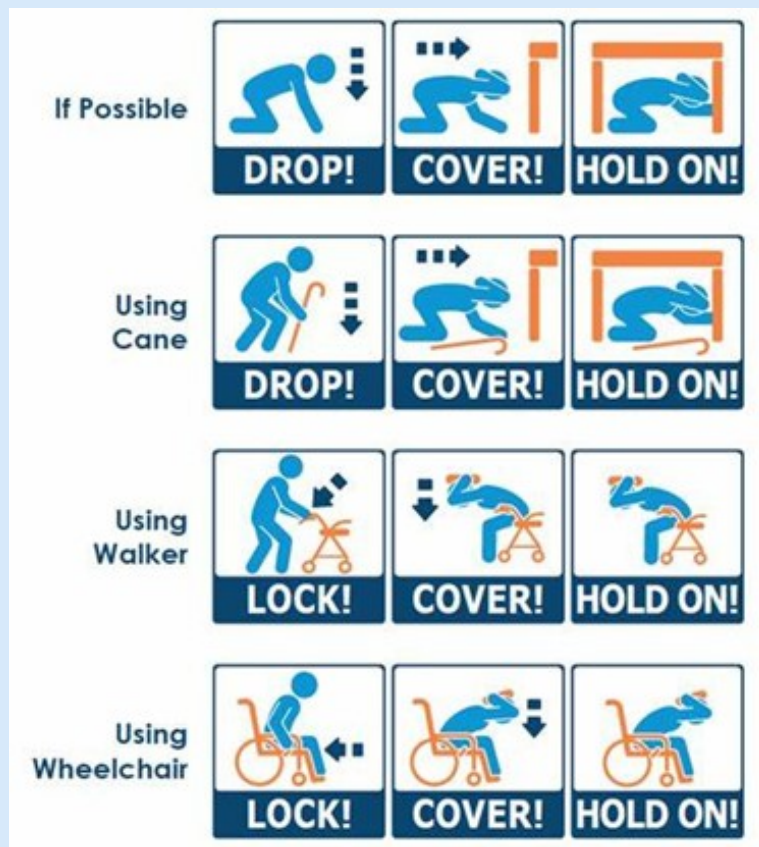 If Possible
DROP!
COVER!
HOLD ON!
Using
Cane
DROP!
COVER!
HOLD ON!
Using
Walker
LOCK!
COVER!
HOLD ON!
Using
Wheelchair
LOCK!
COVER!
HOLD ON!